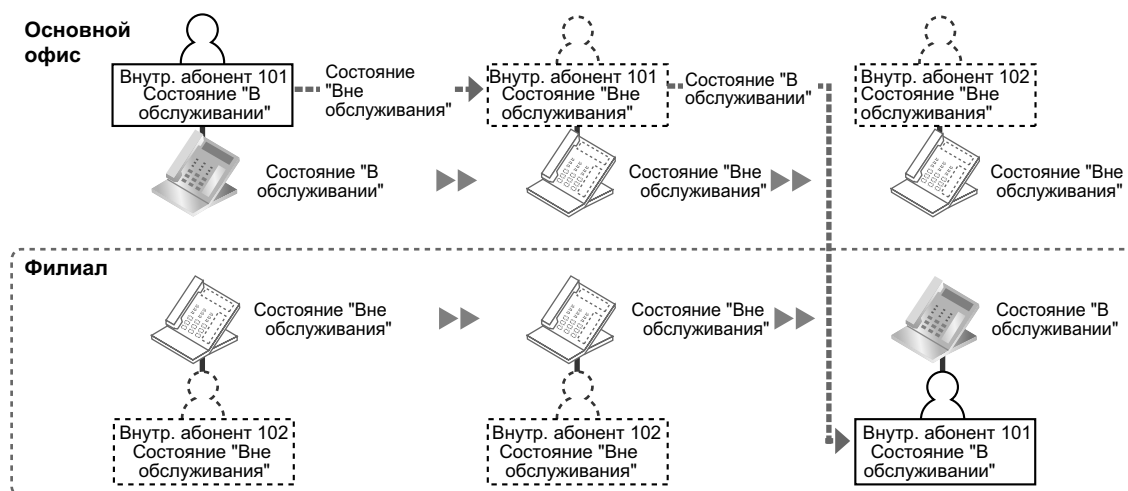 Основной
офис
Внутр. абонент 101
Состояние "В
обслуживании"
Состояние
"Вне
обслуживания"
Внутр. абонент 101
Состояние "Вне
обслуживания"
Состояние "В
обслуживании"
Внутр. абонент 102
Состояние "Вне
обслуживания"
Состояние "В
обслуживании"
Состояние "Вне
обслуживания"
Состояние "Вне
обслуживания"
Филиал
Состояние "Вне
обслуживания"
Состояние "Вне
обслуживания"
Состояние "В
обслуживании"
Внутр. абонент 102
Состояние "Вне
обслуживания"
Внутр. абонент 102
Состояние "Вне
обслуживания"
Внутр. абонент 101
Состояние "В
обслуживании"